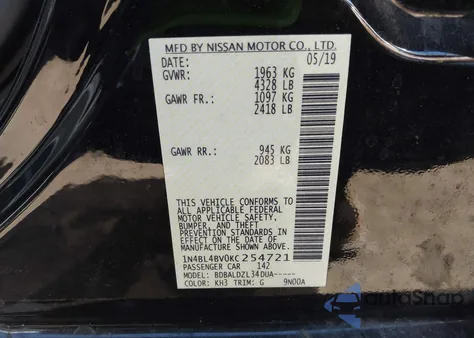 MFD BY NISSAN MOTOR CO., LTD.
DATE: 05/19
GVWR: 1963 KG
4328 LB
GAWR FR.: 1097 KG
2418 LB
GAWR RR.: 945 KG
2083 LB
THIS VEHICLE CONFORMS TO
ALL APPLICABLE FEDERAL
MOTOR VEHICLE SAFETY,
BUMPER, AND THEFT
PREVENTION STANDARDS IN
EFFECT ON THE DATE OF
MANUFACTURE SHOWN ABOVE.
1N4BL4BV0KC254721
PASSENGER CAR 142
MODEL: BDBALDZL34DUA-----
COLOR: KH3 TRIM: G 9N00A
AutoSnap